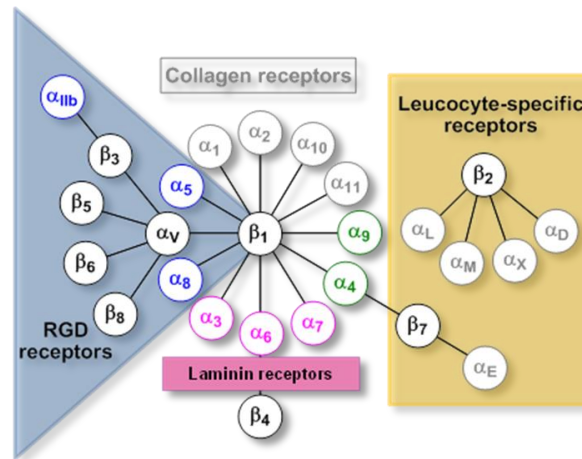 Collagen receptors
Leucocyte-specific
receptors
RGD
receptors
Laminin receptors
αIIb
β3
β5
β6
β8
αV
α5
α8
α1
α2
α10
α11
β1
α9
α4
α3
α6
α7
β4
β2
αL
αM
αX
αD
β7
αE